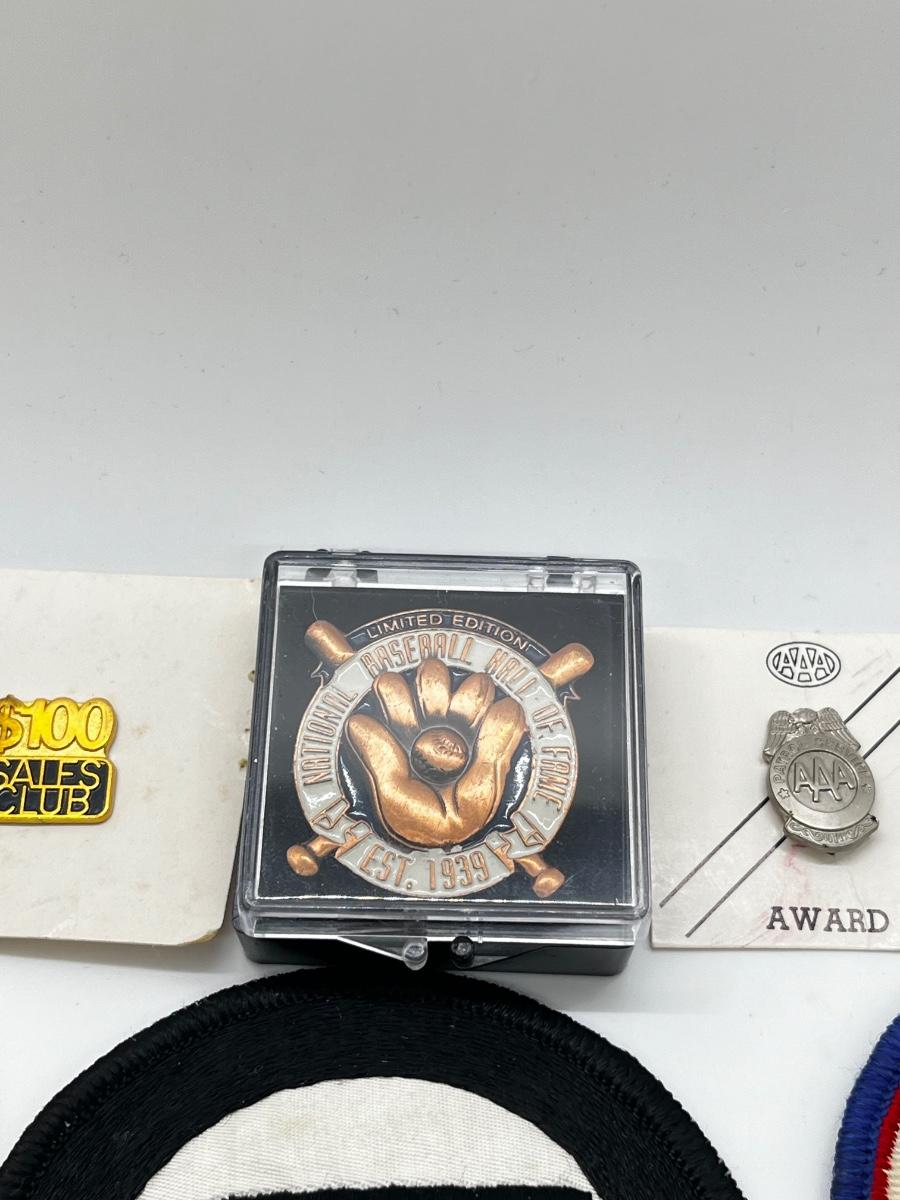 $100
SALES
CLUB
LIMITED EDITION
NATIONAL BASEBALL HALL OF FAME
EST. 1939
AAA
AAA
AWARD